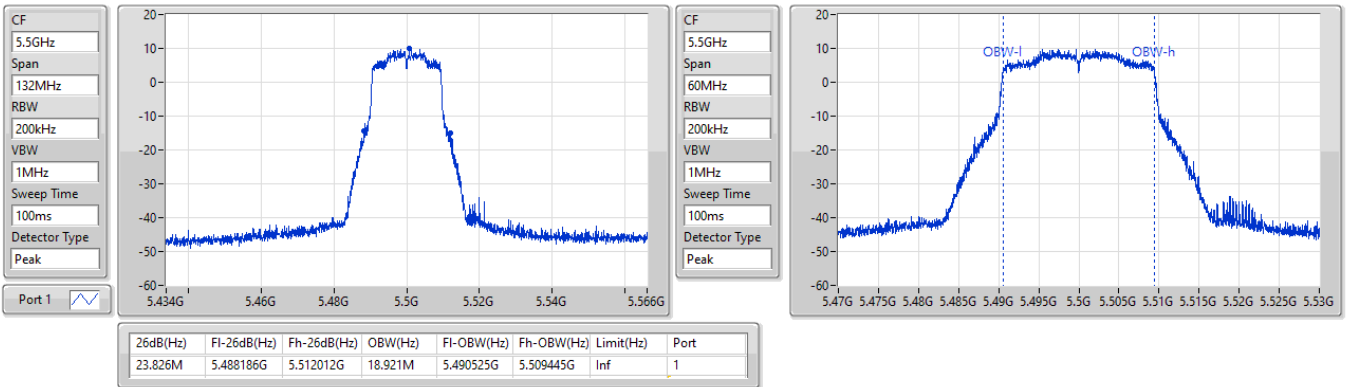 CF
5.5GHz
Span
132MHz
RBW
200kHz
VBW
1MHz
Sweep Time
100ms
Detector Type
Peak
Port 1
20
10
0
-10
-20
-30
-40
-50
-60
5.434G 5.46G 5.48G 5.5G 5.52G 5.54G 5.566G
CF
5.5GHz
Span
60MHz
RBW
200kHz
VBW
1MHz
Sweep Time
100ms
Detector Type
Peak
20
10
0
-10
-20
-30
-40
-50
-60
OBW-l OBW-h
5.47G 5.475G 5.48G 5.485G 5.49G 5.495G 5.5G 5.505G 5.51G 5.515G 5.52G 5.525G 5.53G
26dB(Hz) Fl-26dB(Hz) Fh-26dB(Hz) OBW(Hz) Fl-OBW(Hz) Fh-OBW(Hz) Limit(Hz) Port
23.826M 5.488186G 5.512012G 18.921M 5.490525G 5.509445G Inf 1